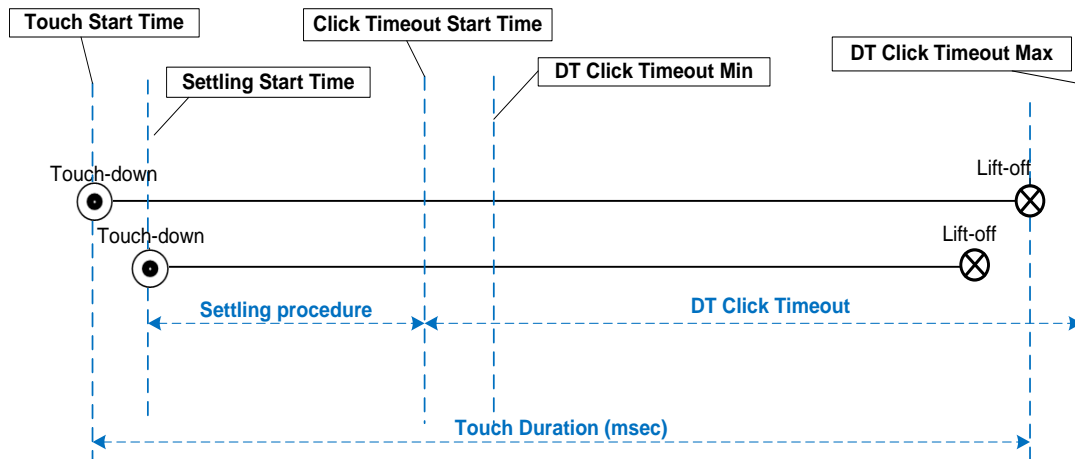 Touch Start Time
Click Timeout Start Time
DT Click Timeout Max
DT Click Timeout Min
Settling Start Time
Touch-down
Lift-off
Touch-down
Lift-off
Settling procedure
DT Click Timeout
Touch Duration (msec)